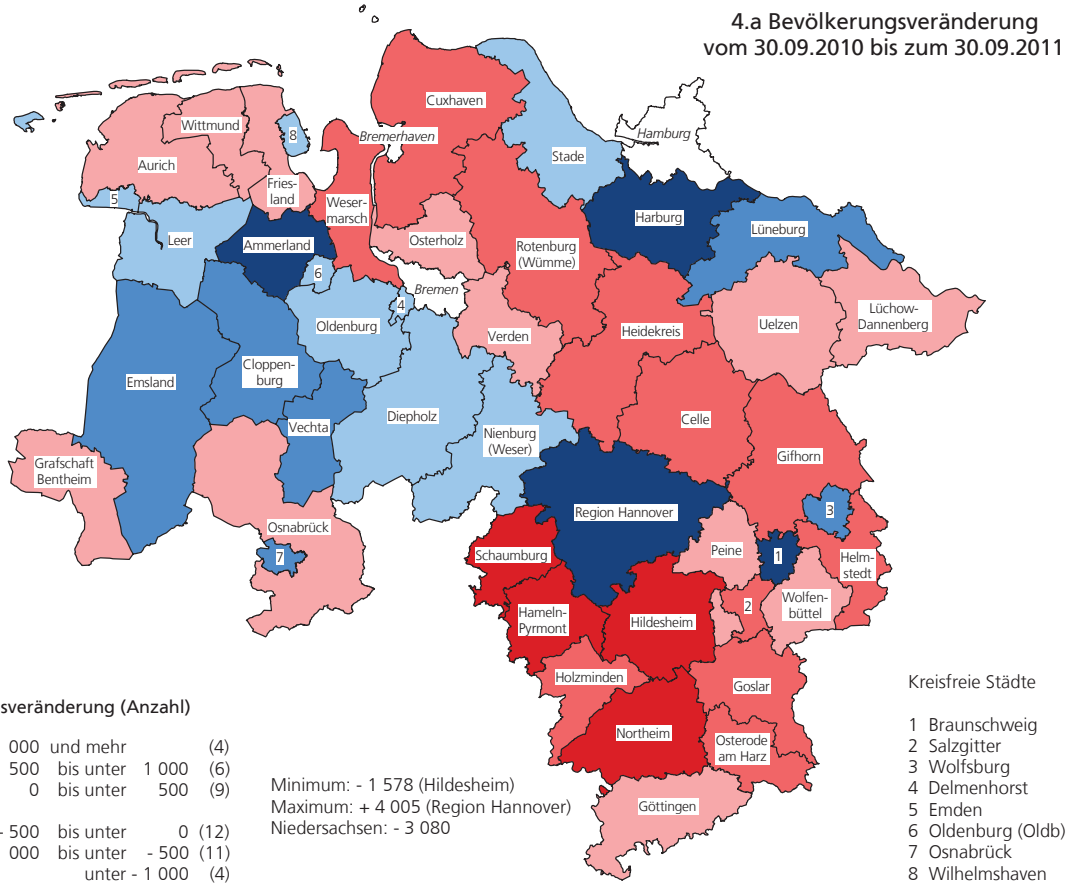 4.a Bevölkerungsveränderung
vom 30.09.2010 bis zum 30.09.2011
Cuxhaven
Wittmund
Bremerhaven
Hamburg
8
Stade
Aurich
Fries-
land
5
Weser-
marsch
Harburg
Lüneburg
Leer
Ammerland
Osterholz
Rotenburg
(Wümme)
6
Bremen
4
Oldenburg
Lüchow-
Dannenberg
Uelzen
Heidekreis
Verden
Cloppen-
burg
Emsland
Diepholz
Celle
Vechta
Nienburg
(Weser)
Gifhorn
Grafschaft
Bentheim
Region Hannover
3
Osnabrück
7
Schaumburg
Peine
1
Helm-
stedt
Wolfen-
büttel
2
Hameln-
Pyrmont
Hildesheim
Holzminden
Goslar
Northeim
Osterode
am Harz
Göttingen
sveränderung (Anzahl)
000 und mehr (4)
500 bis unter 1 000 (6)
0 bis unter 500 (9)
- 500 bis unter 0 (12)
000 bis unter - 500 (11)
unter - 1 000 (4)
Minimum: - 1 578 (Hildesheim)
Maximum: + 4 005 (Region Hannover)
Niedersachsen: - 3 080
Kreisfreie Städte
1 Braunschweig
2 Salzgitter
3 Wolfsburg
4 Delmenhorst
5 Emden
6 Oldenburg (Oldb)
7 Osnabrück
8 Wilhelmshaven